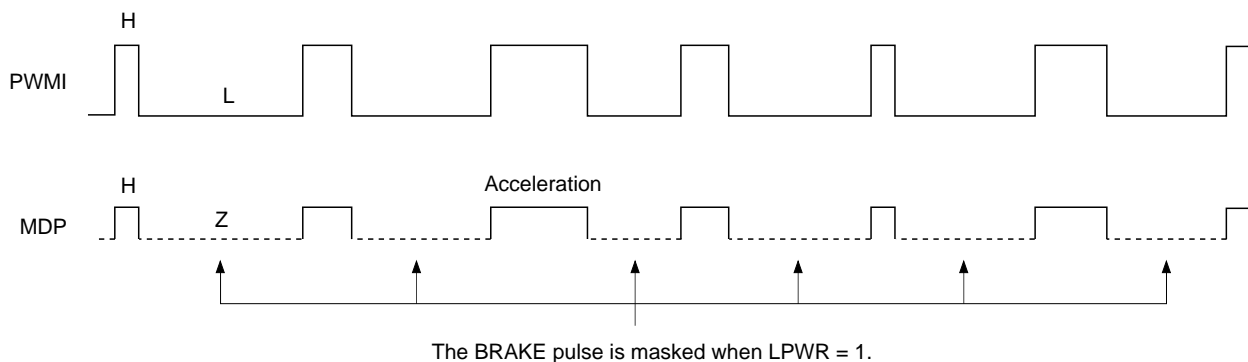 H
PWMI
L
H
Acceleration
MDP
Z
The BRAKE pulse is masked when LPWR = 1.